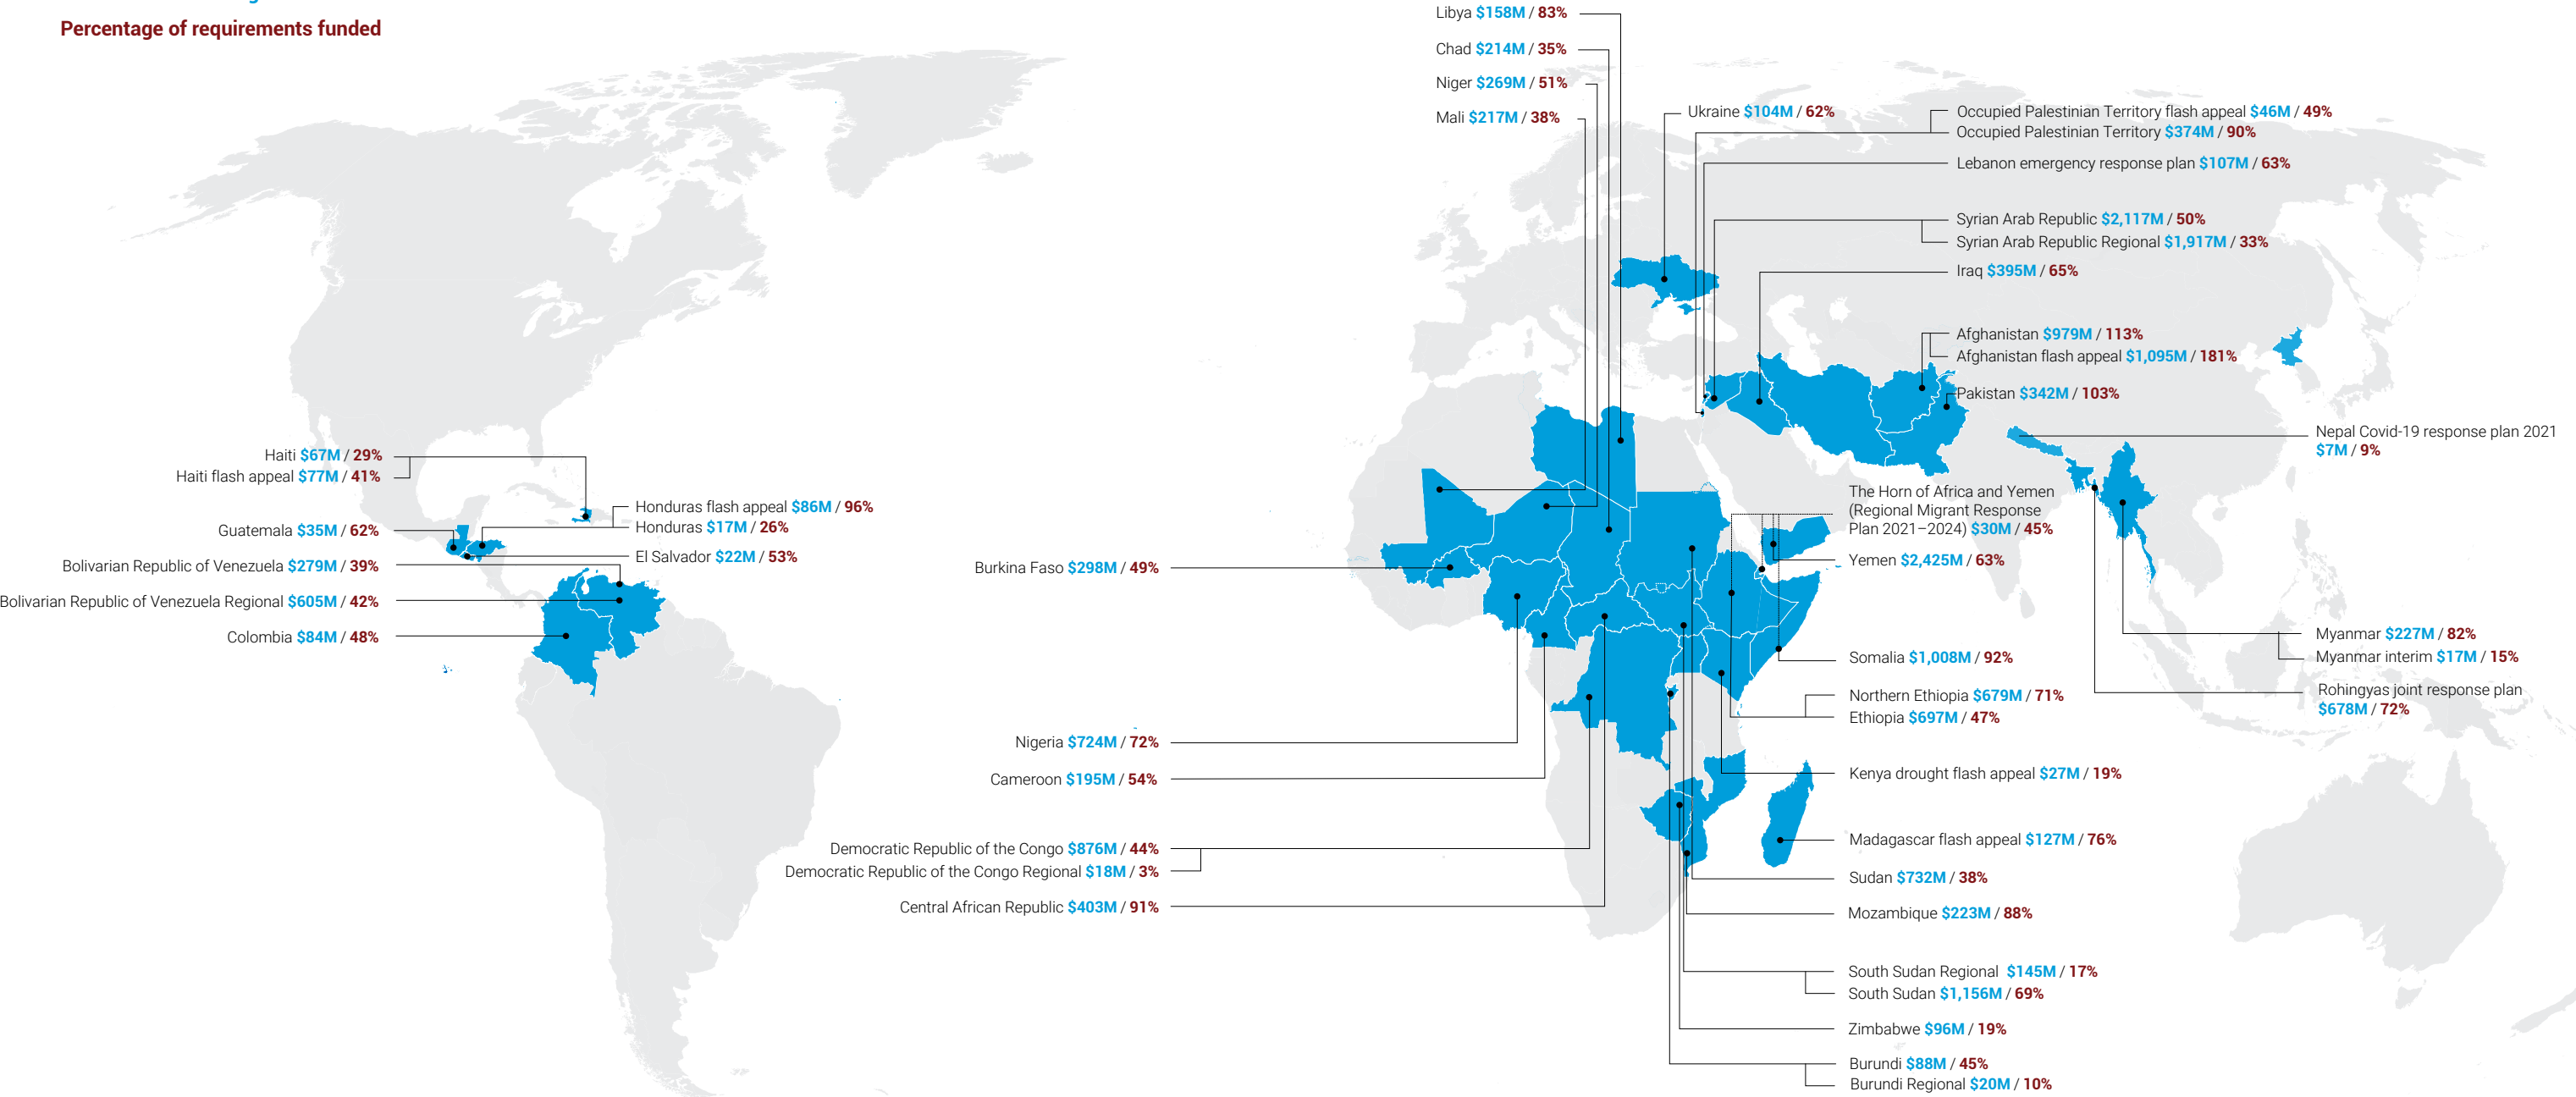 Percentage of requirements funded
Libya $158M / 83%
Chad $214M / 35%
Niger $269M / 51%
Mali $217M / 38%
Ukraine $104M / 62%
Occupied Palestinian Territory flash appeal $46M / 49%
Occupied Palestinian Territory $374M / 90%
Lebanon emergency response plan $107M / 63%
Syrian Arab Republic $2,117M / 50%
Syrian Arab Republic Regional $1,917M / 33%
Iraq $395M / 65%
Afghanistan $979M / 113%
Afghanistan flash appeal $1,095M / 181%
Pakistan $342M / 103%
Nepal Covid-19 response plan 2021
$7M / 9%
Haiti $67M / 29%
Haiti flash appeal $77M / 41%
Honduras flash appeal $86M / 96%
Honduras $17M / 26%
Guatemala $35M / 62%
El Salvador $22M / 53%
Bolivarian Republic of Venezuela $279M / 39%
Bolivarian Republic of Venezuela Regional $605M / 42%
Colombia $84M / 48%
Burkina Faso $298M / 49%
The Horn of Africa and Yemen
(Regional Migrant Response
Plan 2021–2024) $30M / 45%
Yemen $2,425M / 63%
Myanmar $227M / 82%
Myanmar interim $17M / 15%
Rohingyas joint response plan
$678M / 72%
Somalia $1,008M / 92%
Northern Ethiopia $679M / 71%
Ethiopia $697M / 47%
Nigeria $724M / 72%
Cameroon $195M / 54%
Kenya drought flash appeal $27M / 19%
Democratic Republic of the Congo $876M / 44%
Democratic Republic of the Congo Regional $18M / 3%
Central African Republic $403M / 91%
Madagascar flash appeal $127M / 76%
Sudan $732M / 38%
Mozambique $223M / 88%
South Sudan Regional $145M / 17%
South Sudan $1,156M / 69%
Zimbabwe $96M / 19%
Burundi $88M / 45%
Burundi Regional $20M / 10%